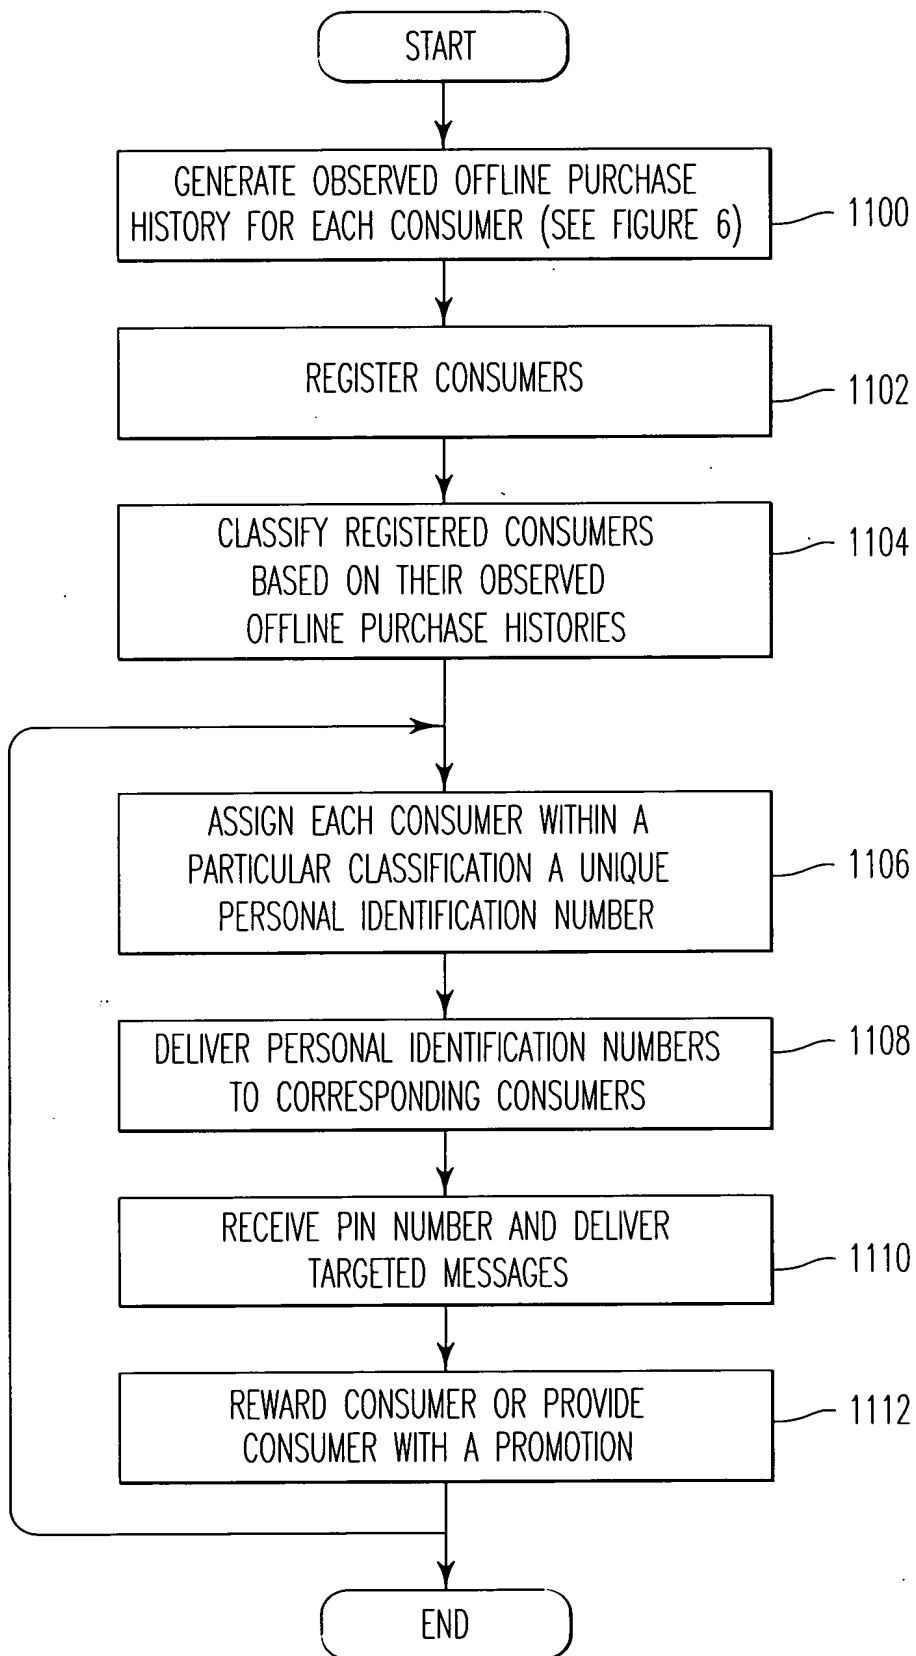 START
GENERATE OBSERVED OFFLINE PURCHASE
HISTORY FOR EACH CONSUMER (SEE FIGURE 6)
1100
REGISTER CONSUMERS
1102
CLASSIFY REGISTERED CONSUMERS
BASED ON THEIR OBSERVED
OFFLINE PURCHASE HISTORIES
1104
ASSIGN EACH CONSUMER WITHIN A
PARTICULAR CLASSIFICATION A UNIQUE
PERSONAL IDENTIFICATION NUMBER
1106
DELIVER PERSONAL IDENTIFICATION NUMBERS
TO CORRESPONDING CONSUMERS
1108
RECEIVE PIN NUMBER AND DELIVER
TARGETED MESSAGES
1110
REWARD CONSUMER OR PROVIDE
CONSUMER WITH A PROMOTION
1112
END